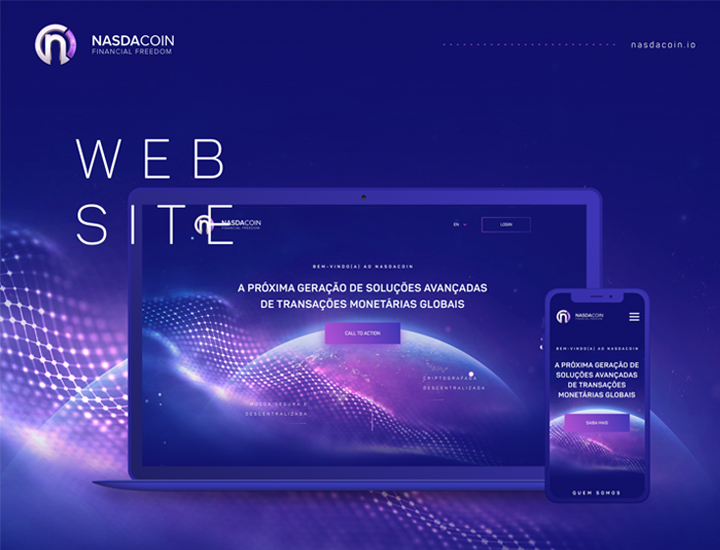 NASDACOIN
FINANCIAL FREEDOM
nasdacoin.io
WEB
SITE
NASDACOIN
FINANCIAL FREEDOM
EN
LOGIN
BEM-VINDO(A) AO NASDACOIN
A PRÓXIMA GERAÇÃO DE SOLUÇÕES AVANÇADAS
DE TRANSAÇÕES MONETÁRIAS GLOBAIS
CALL TO ACTION
CRIPTOGRAFADA
DESCENTRALIZADA
SEGURA E
DESCENTRALIZADA
NASDACOIN
FINANCIAL FREEDOM
BEM-VINDO(A) AO NASDACOIN
A PRÓXIMA GERAÇÃO DE
SOLUÇÕES AVANÇADAS
DE TRANSAÇÕES
MONETÁRIAS GLOBAIS
SAIBA MAIS
QUEM SOMOS